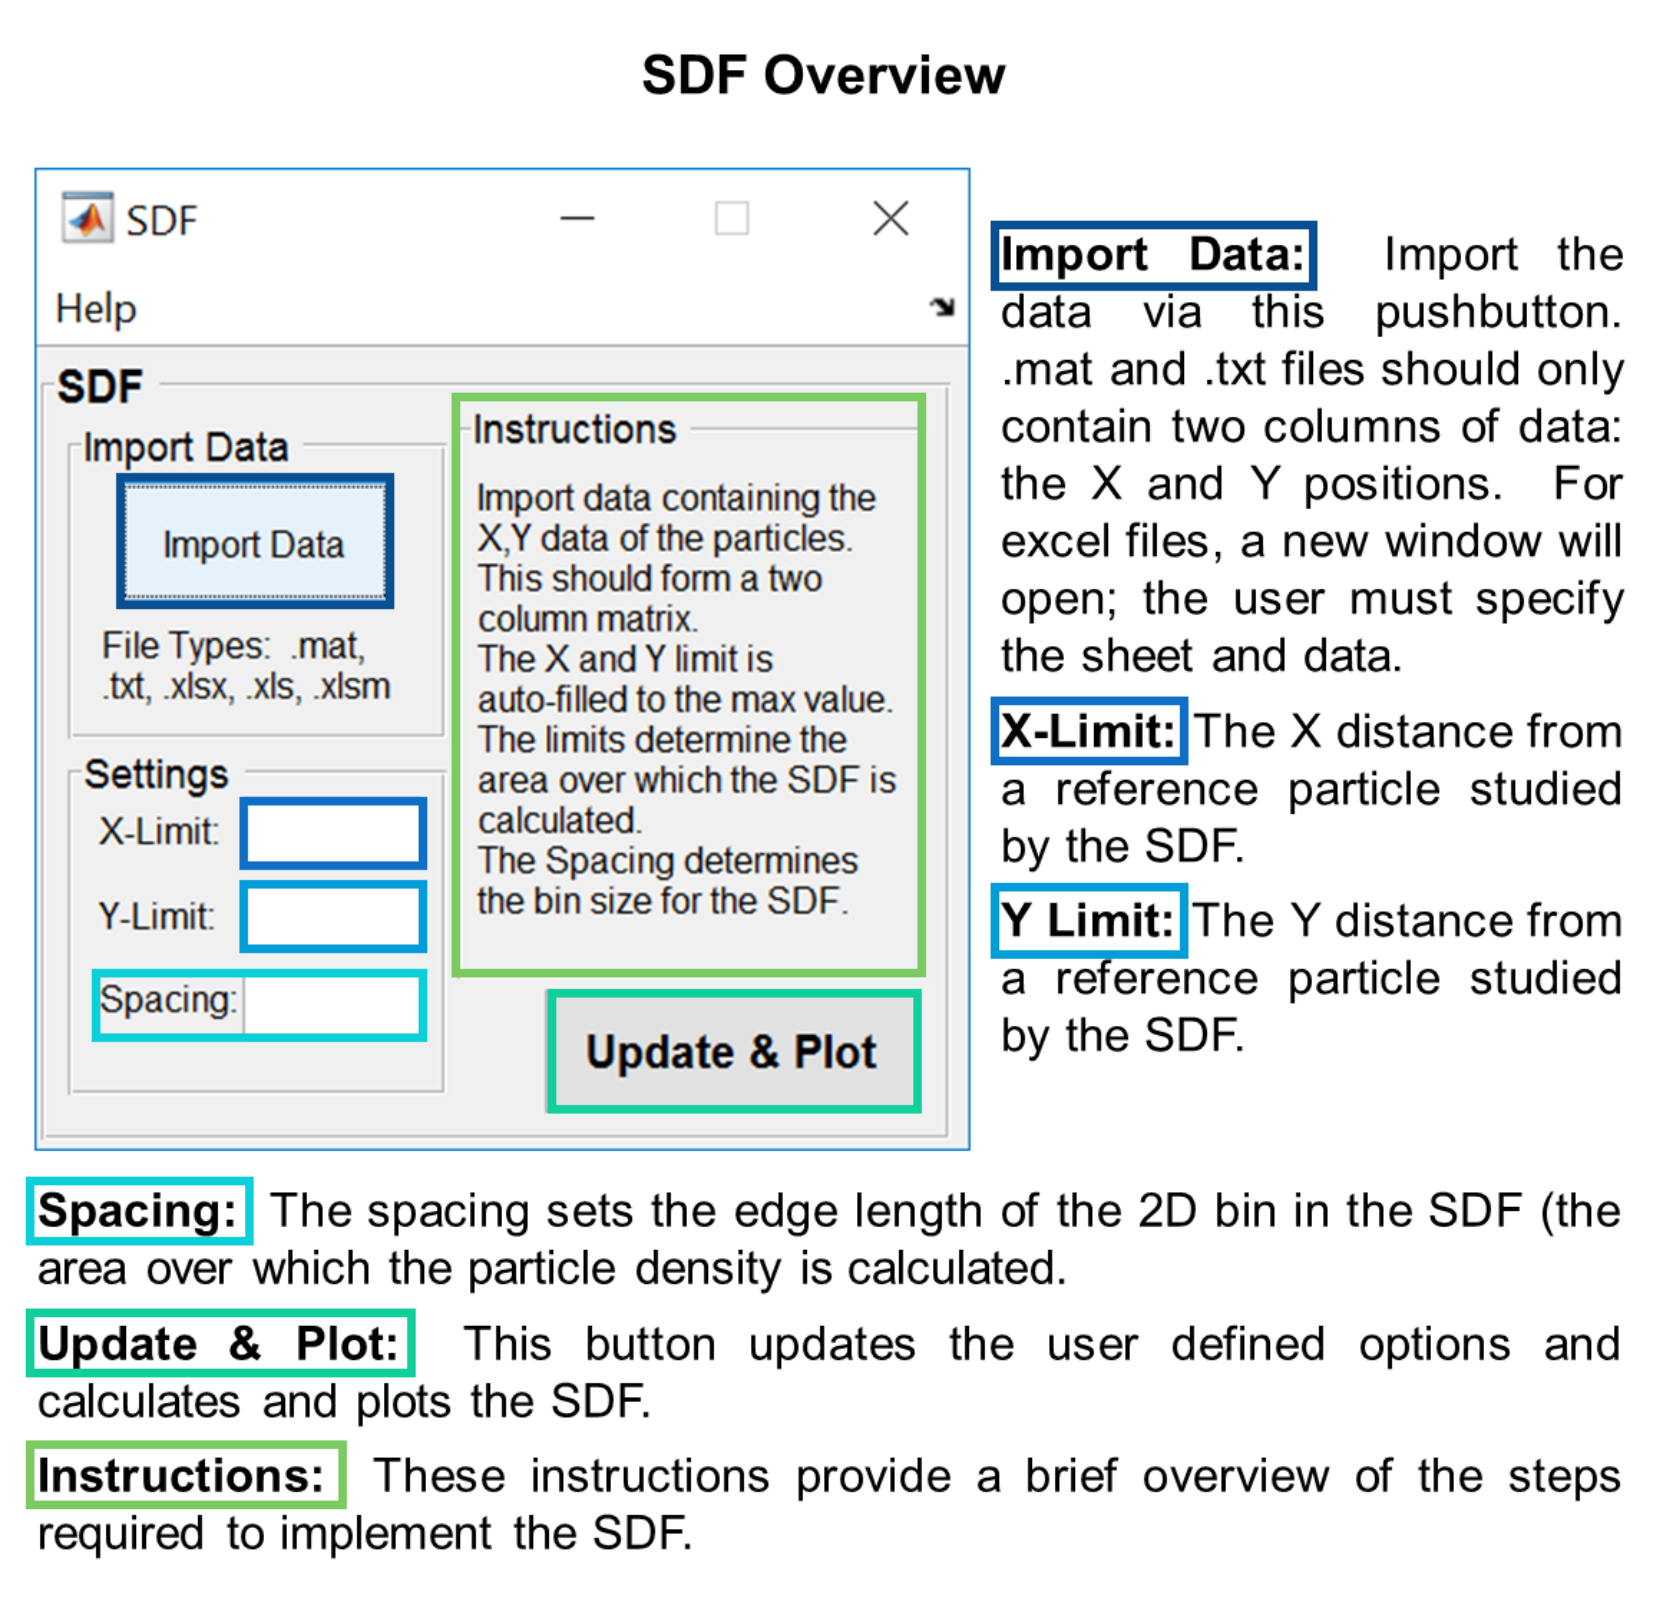 SDF Overview
SDF
Help
SDF
Import Data
Import Data
File Types:  .mat,
.txt, .xlsx, .xls, .xlsm
Settings
X-Limit:
Y-Limit:
Spacing:
Instructions
Import data containing the
X,Y data of the particles.
This should form a two
column matrix.
The X and Y limit is
auto-filled to the max value.
The limits determine the
area over which the SDF is
calculated.
The Spacing determines
the bin size for the SDF.
Update & Plot
Import Data: Import the
data via this pushbutton.
.mat and .txt files should only
contain two columns of data:
the X and Y positions. For
excel files, a new window will
open; the user must specify
the sheet and data.
X-Limit: The X distance from
a reference particle studied
by the SDF.
Y Limit: The Y distance from
a reference particle studied
by the SDF.
Spacing: The spacing sets the edge length of the 2D bin in the SDF (the
area over which the particle density is calculated.
Update & Plot: This button updates the user defined options and
calculates and plots the SDF.
Instructions: These instructions provide a brief overview of the steps
required to implement the SDF.